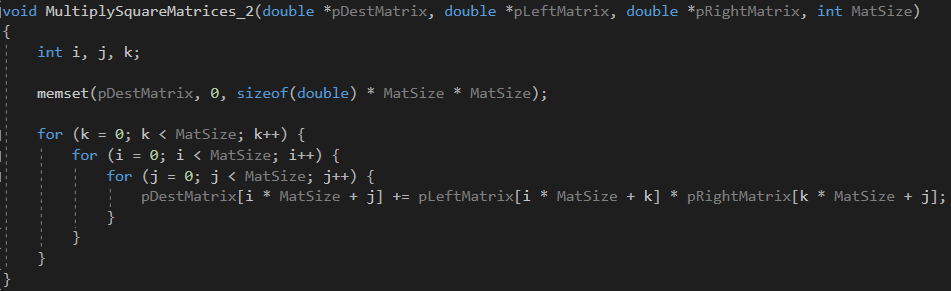 void MultiplySquareMatrices_2(double *pDestMatrix, double *pLeftMatrix, double *pRightMatrix, int MatSize)
{
    int i, j, k;

    memset(pDestMatrix, 0, sizeof(double) * MatSize * MatSize);

    for (k = 0; k < MatSize; k++) {
        for (i = 0; i < MatSize; i++) {
            for (j = 0; j < MatSize; j++) {
                pDestMatrix[i * MatSize + j] += pLeftMatrix[i * MatSize + k] * pRightMatrix[k * MatSize + j];
            }
        }
    }
}